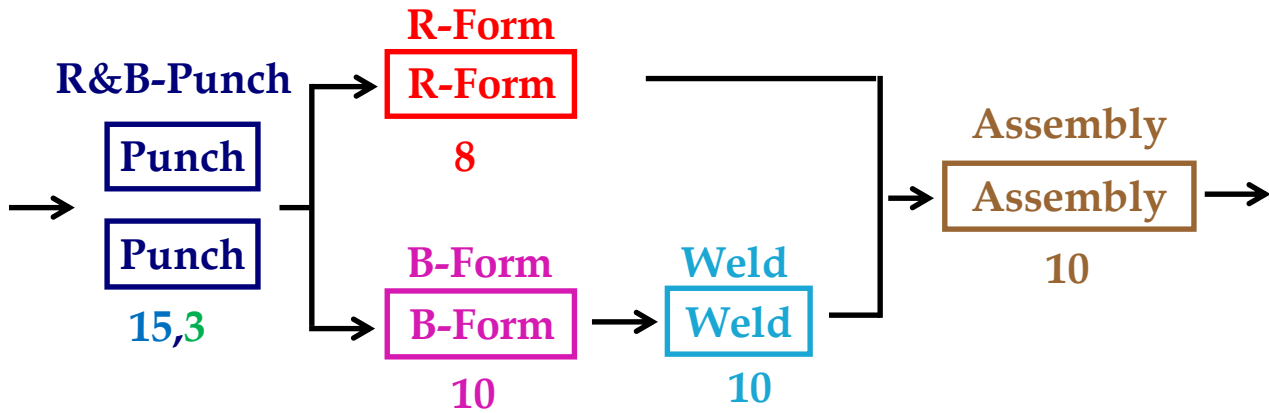 R&B-Punch
Punch
Punch
15,3
R-Form
R-Form
8
B-Form
B-Form
10
Weld
Weld
10
Assembly
Assembly
10